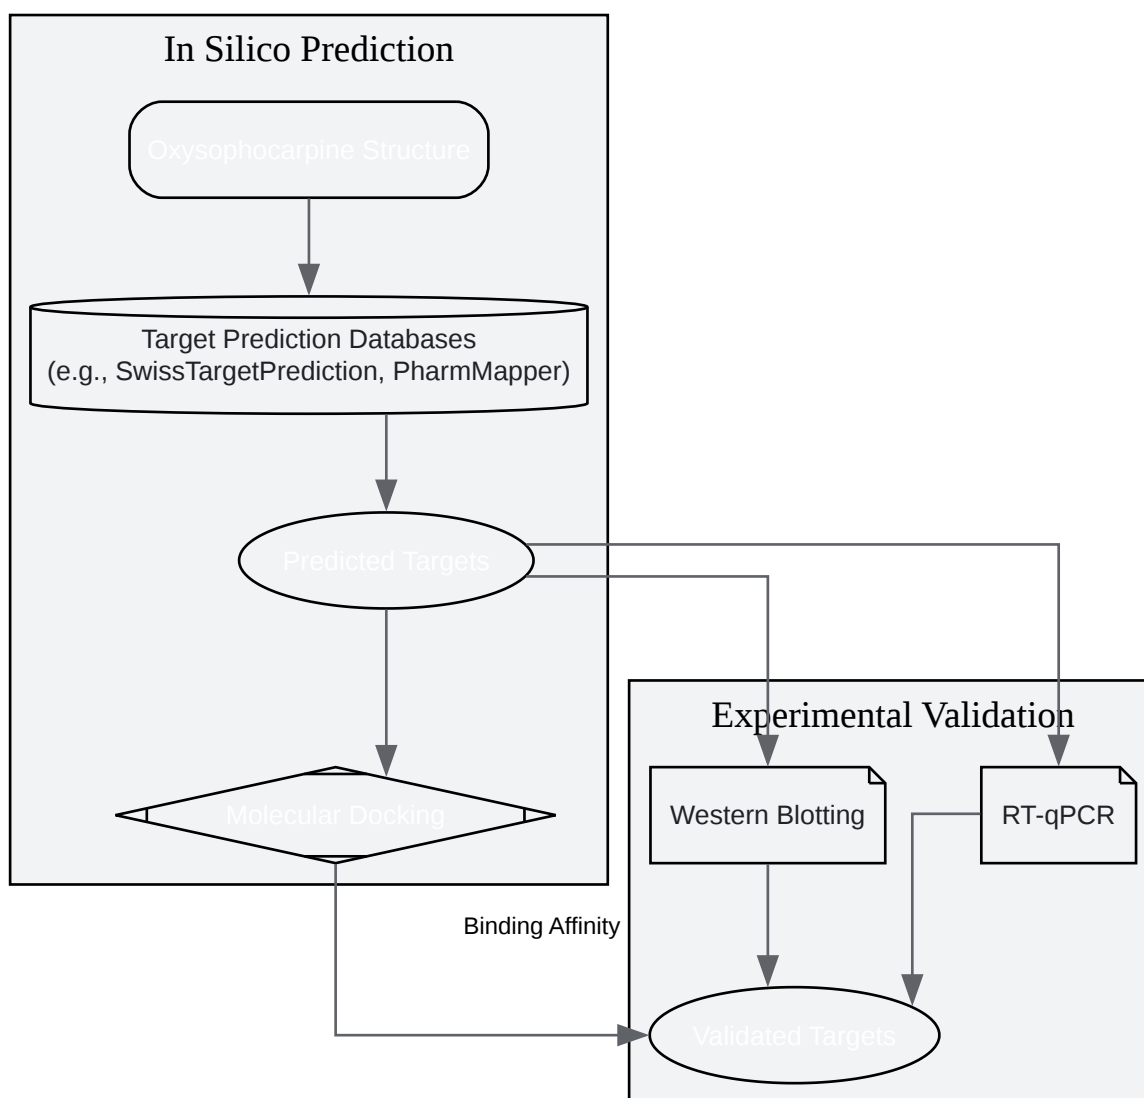 In Silico Prediction
Oxysophocarpine Structure
Target Prediction Databases
(e.g., SwissTargetPrediction, PharmMapper)
Predicted Targets
Molecular Docking
Experimental Validation
Western Blotting
RT-qPCR
Binding Affinity
Validated Targets